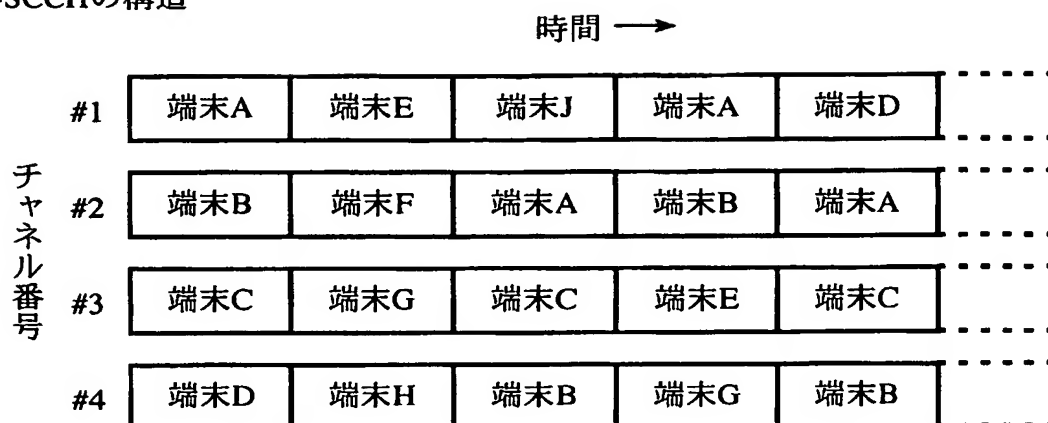 SCCHの構造
時間 →
#1 端末A 端末E 端末J 端末A 端末D
#2 端末B 端末F 端末A 端末B 端末A
#3 端末C 端末G 端末C 端末E 端末C
#4 端末D 端末H 端末B 端末G 端末B
チャネル番号